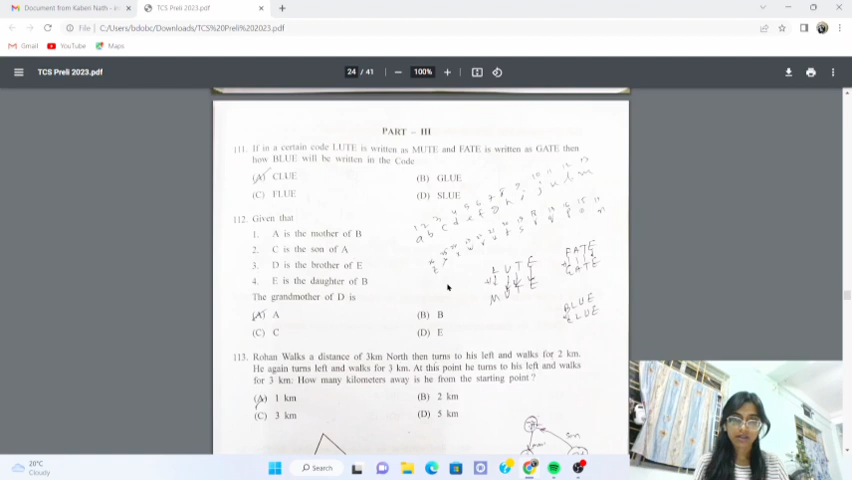 Document from Kaberi Nath - in
TCS Preli 2023.pdf
File
C:/Users/bdobc/Downloads/TCS%20Preli%202023.pdf
Gmail
YouTube
Maps
TCS Preli 2023.pdf
24 / 41
100%
PART – III
111. If in a certain code LUTE is written as MUTE and FATE is written as GATE then
how BLUE will be written in the Code
(A) CLUE
(B) GLUE
(C) FLUE
(D) SLUE
112. Given that
1. A is the mother of B
2. C is the son of A
3. D is the brother of E
4. E is the daughter of B
The grandmother of D is
(A) A
(B) B
(C) C
(D) E
113. Rohan Walks a distance of 3km North then turns to his left and walks for 2 km.
He again turns left and walks for 3 km. At this point he turns to his left and walks
for 3 km. How many kilometers away is he from the starting point ?
(A) 1 km
(B) 2 km
(C) 3 km
(D) 5 km
LUTE
MUTE
FATE
GATE
BLUE
CLUE
20°C
Cloudy
Search